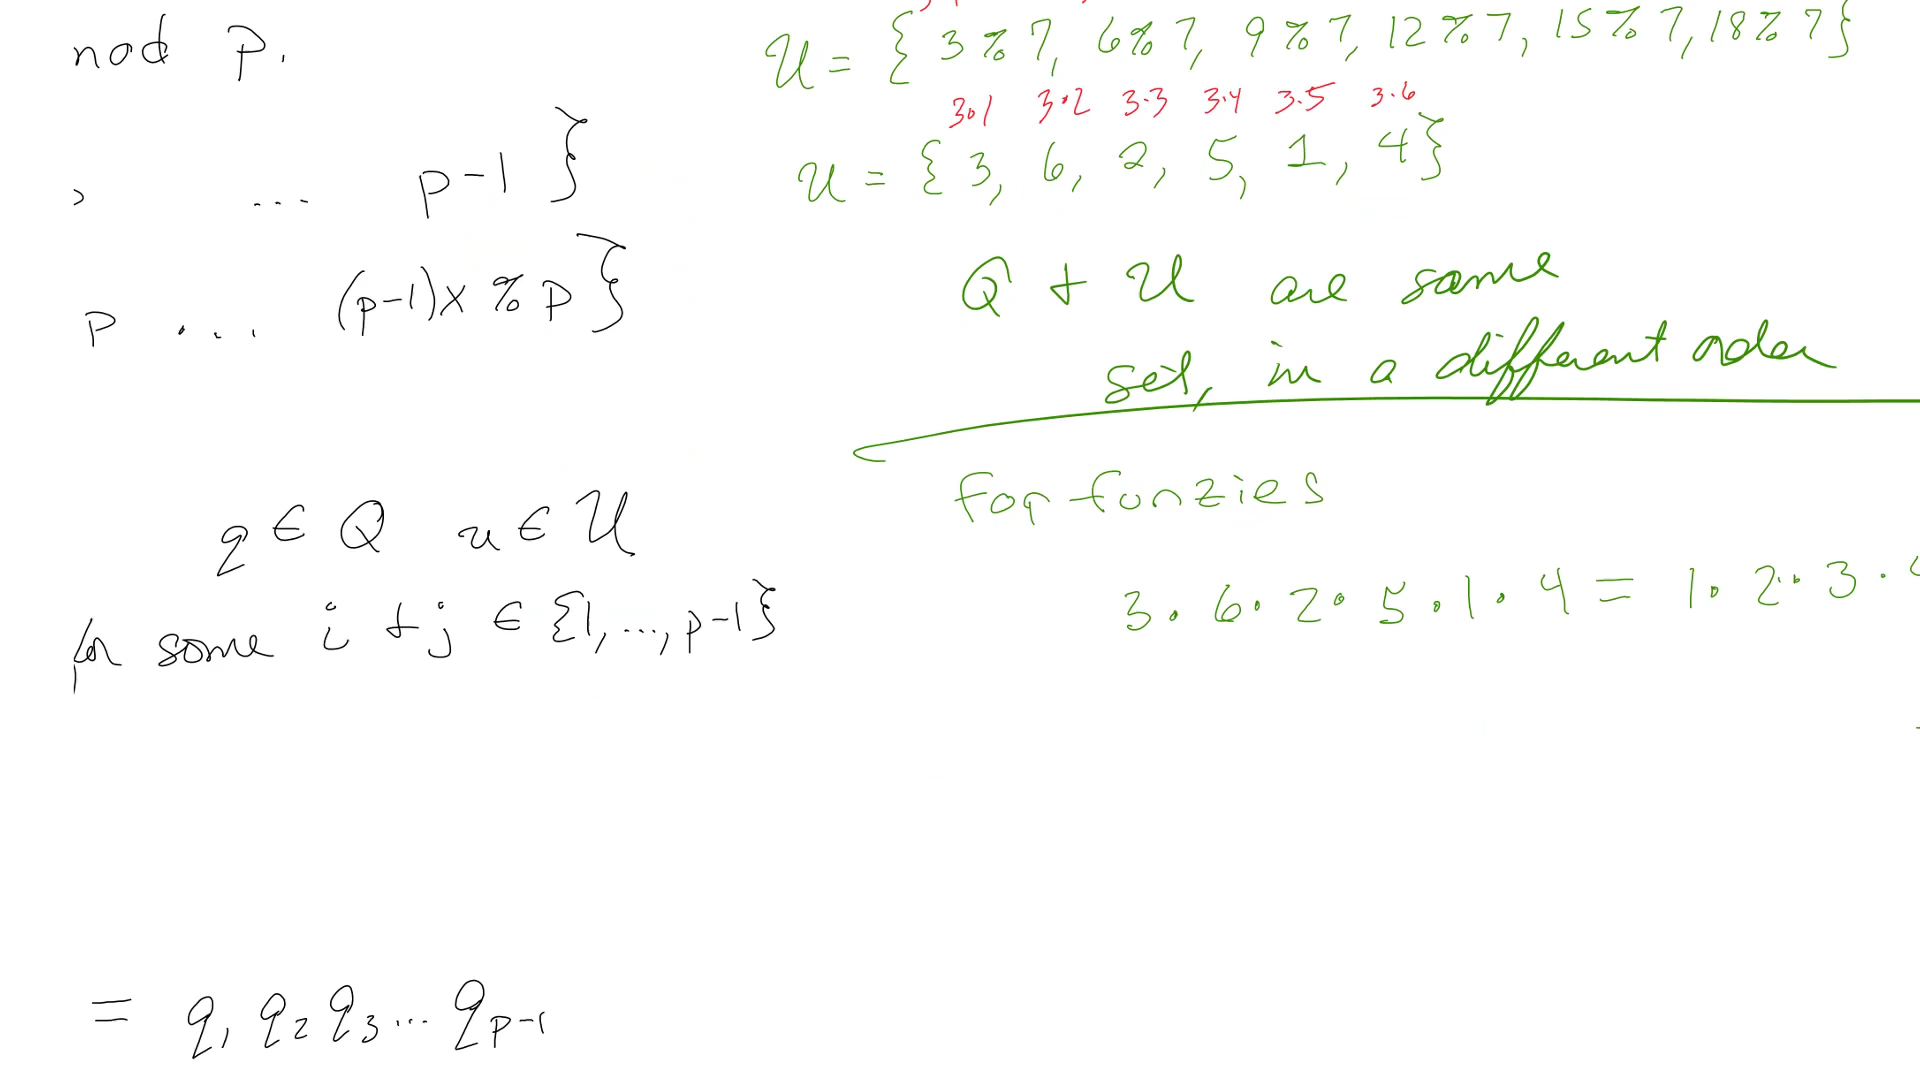 nod p.
, ... p-1 }
p .... (p-1)x % p }
q ∈ Q u ∈ U
for some i + j ∈ {1, ..., p-1}
= q1 q2 q3 ... qp-1
U = { 3 % 7, 6 % 7, 9 % 7, 12 % 7, 15 % 7, 18 % 7 }
3·1 3·2 3·3 3·4 3·5 3·6
U = { 3, 6, 2, 5, 1, 4 }
Q + U are same
set, in a different order
For funzies
3 · 6 · 2 · 5 · 1 · 4 = 1 · 2 · 3 ·